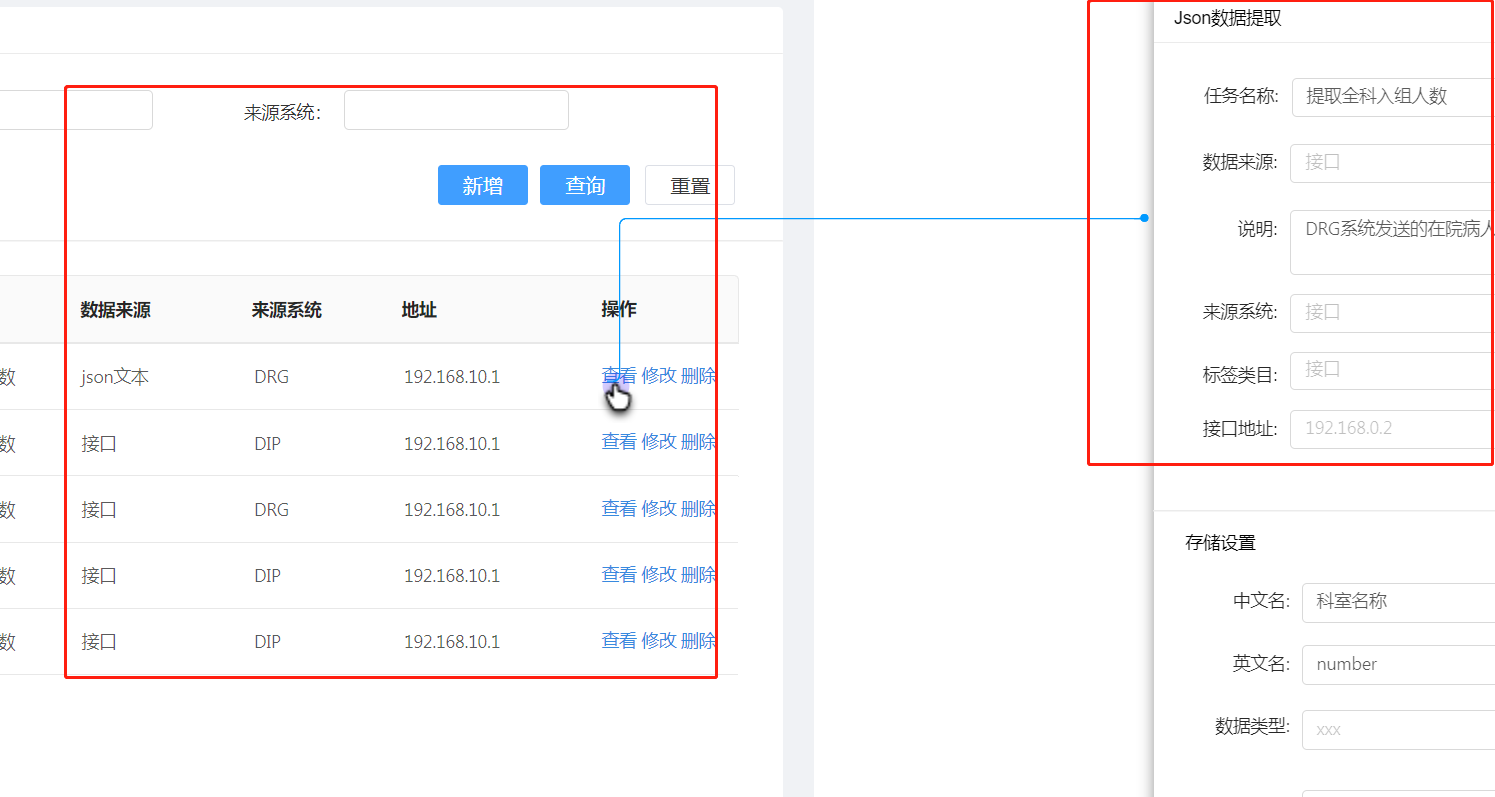 来源系统:
新增 查询 重置
数据来源 来源系统 地址 操作
数 json文本 DRG 192.168.10.1 查看 修改 删除
数 接口 DIP 192.168.10.1 查看 修改 删除
数 接口 DRG 192.168.10.1 查看 修改 删除
数 接口 DIP 192.168.10.1 查看 修改 删除
数 接口 DIP 192.168.10.1 查看 修改 删除
Json数据提取
任务名称: 提取全科入组人数
数据来源: 接口
说明: DRG系统发送的在院病人
来源系统: 接口
标签类目: 接口
接口地址: 192.168.0.2
存储设置
中文名: 科室名称
英文名: number
数据类型: xxx